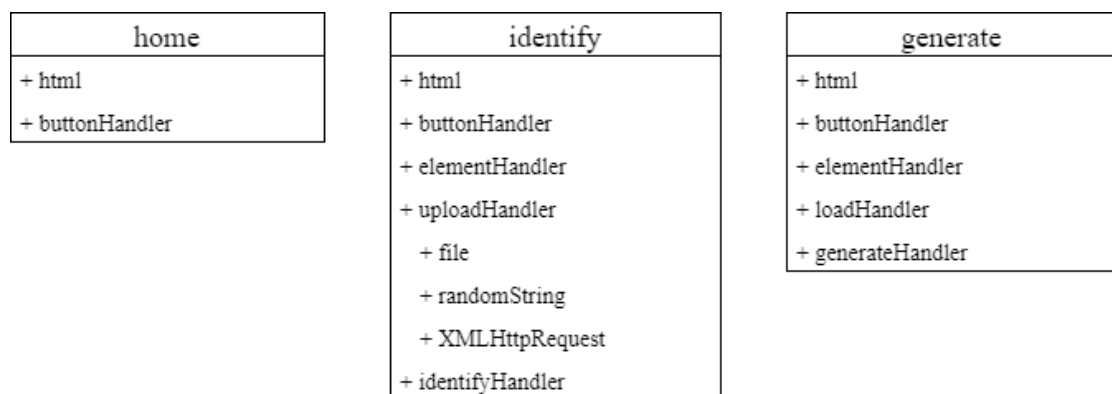 home
+ html
+ buttonHandler
identify
+ html
+ buttonHandler
+ elementHandler
+ uploadHandler
+ file
+ randomString
+ XMLHttpRequest
+ identifyHandler
generate
+ html
+ buttonHandler
+ elementHandler
+ loadHandler
+ generateHandler